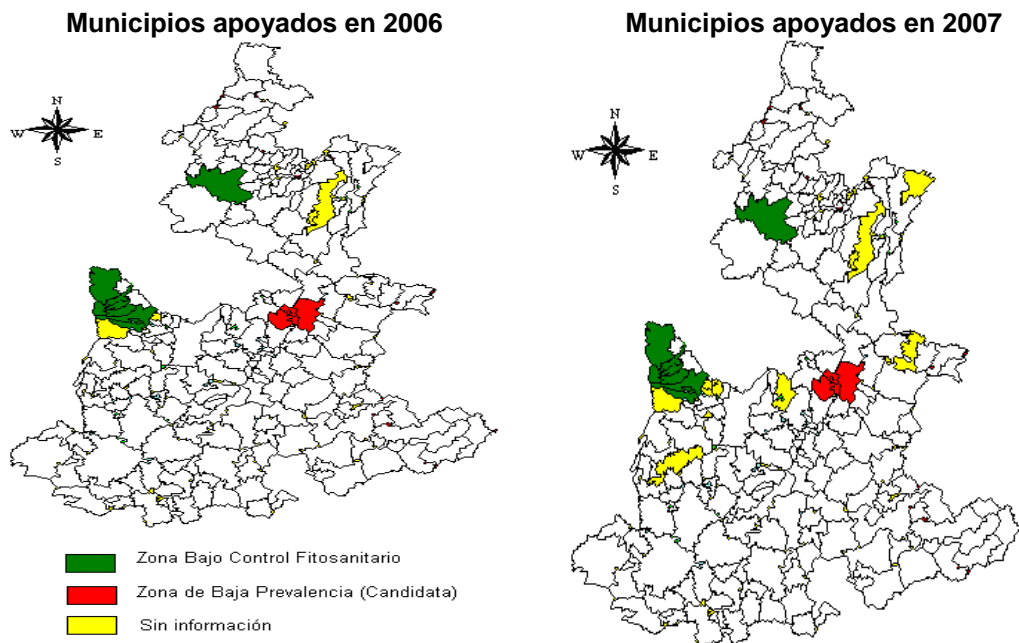 Municipios apoyados en 2006
Municipios apoyados en 2007
N
W E
S
N
W E
S
Zona Bajo Control Fitosanitario
Zona de Baja Prevalencia (Candidata)
Sin información